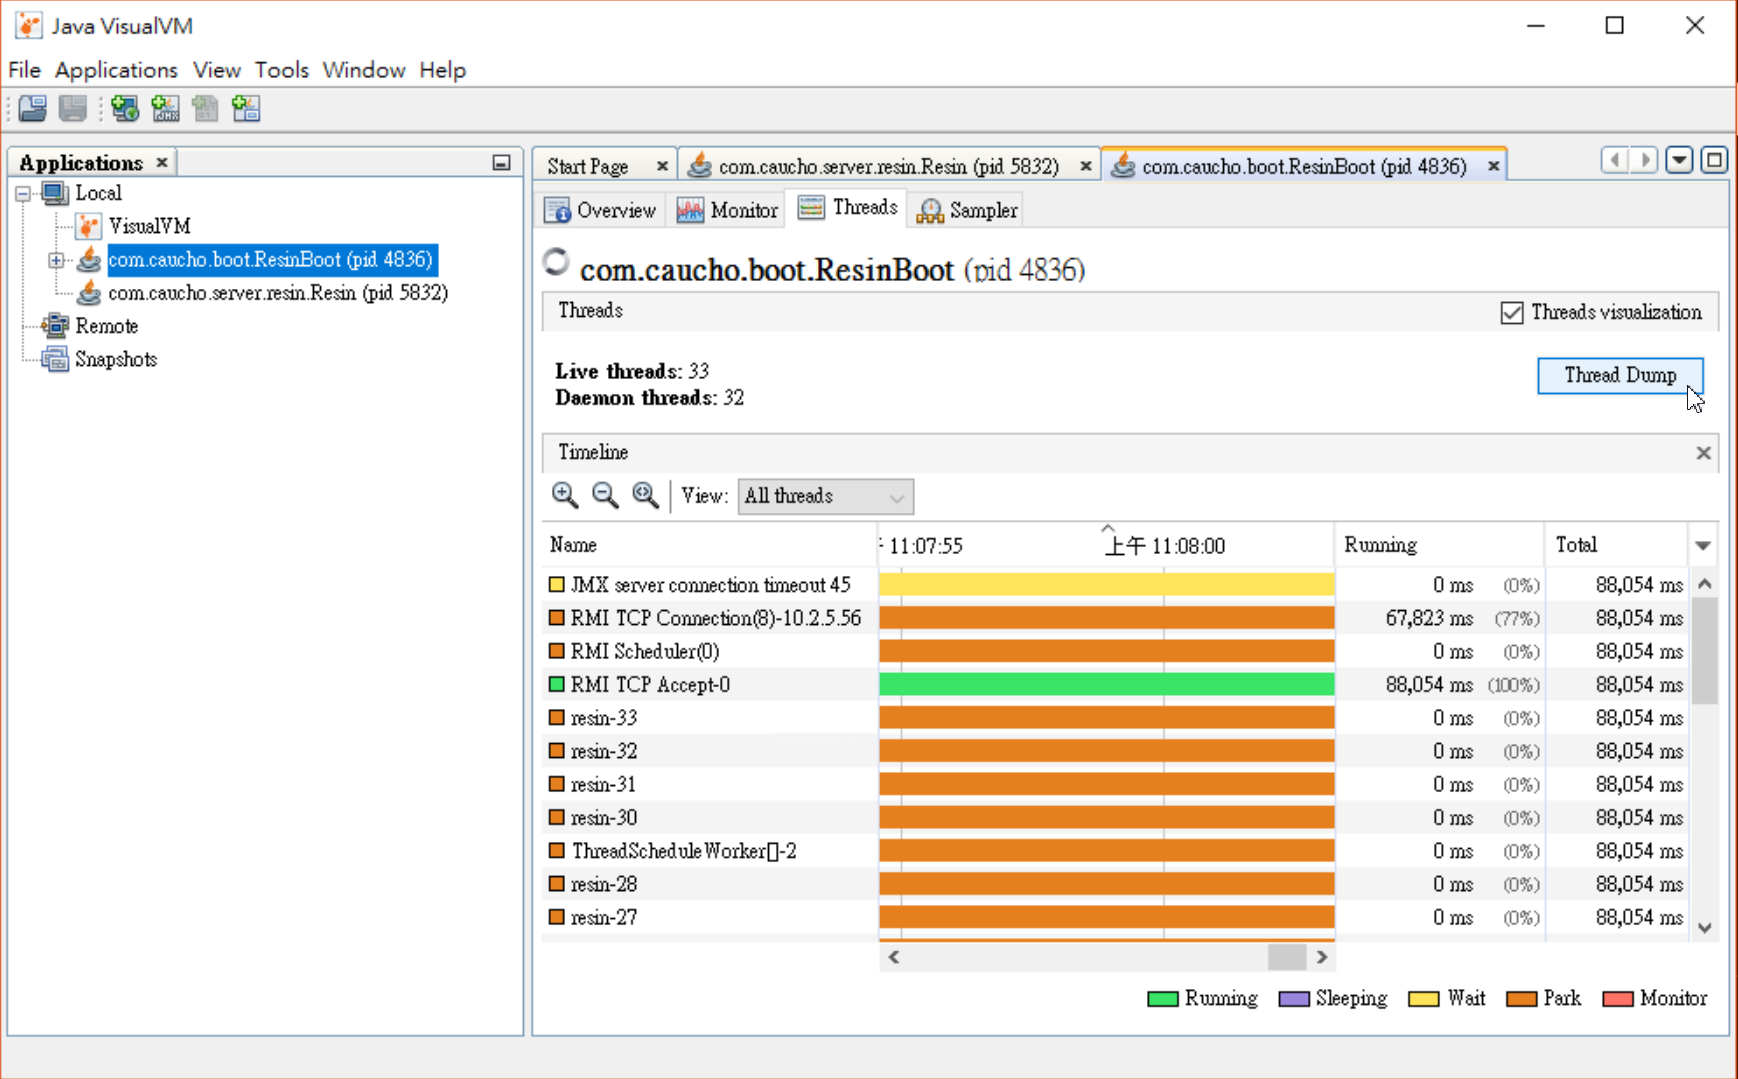 Java VisualVM
File Applications View Tools Window Help
Applications
Local
VisualVM
com.caucho.boot.ResinBoot (pid 4836)
com.caucho.server.resin.Resin (pid 5832)
Remote
Snapshots
Start Page com.caucho.server.resin.Resin (pid 5832) com.caucho.boot.ResinBoot (pid 4836)
Overview Monitor Threads Sampler
com.caucho.boot.ResinBoot (pid 4836)
Threads Threads visualization
Live threads: 33
Daemon threads: 32
Thread Dump
Timeline
View: All threads
Name 11:07:55 上午 11:08:00 Running Total
JMX server connection timeout 45 0 ms (0%) 88,054 ms
RMI TCP Connection(8)-10.2.5.56 67,823 ms (77%) 88,054 ms
RMI Scheduler(0) 0 ms (0%) 88,054 ms
RMI TCP Accept-0 88,054 ms (100%) 88,054 ms
resin-33 0 ms (0%) 88,054 ms
resin-32 0 ms (0%) 88,054 ms
resin-31 0 ms (0%) 88,054 ms
resin-30 0 ms (0%) 88,054 ms
ThreadScheduleWorker[]-2 0 ms (0%) 88,054 ms
resin-28 0 ms (0%) 88,054 ms
resin-27 0 ms (0%) 88,054 ms
Running Sleeping Wait Park Monitor